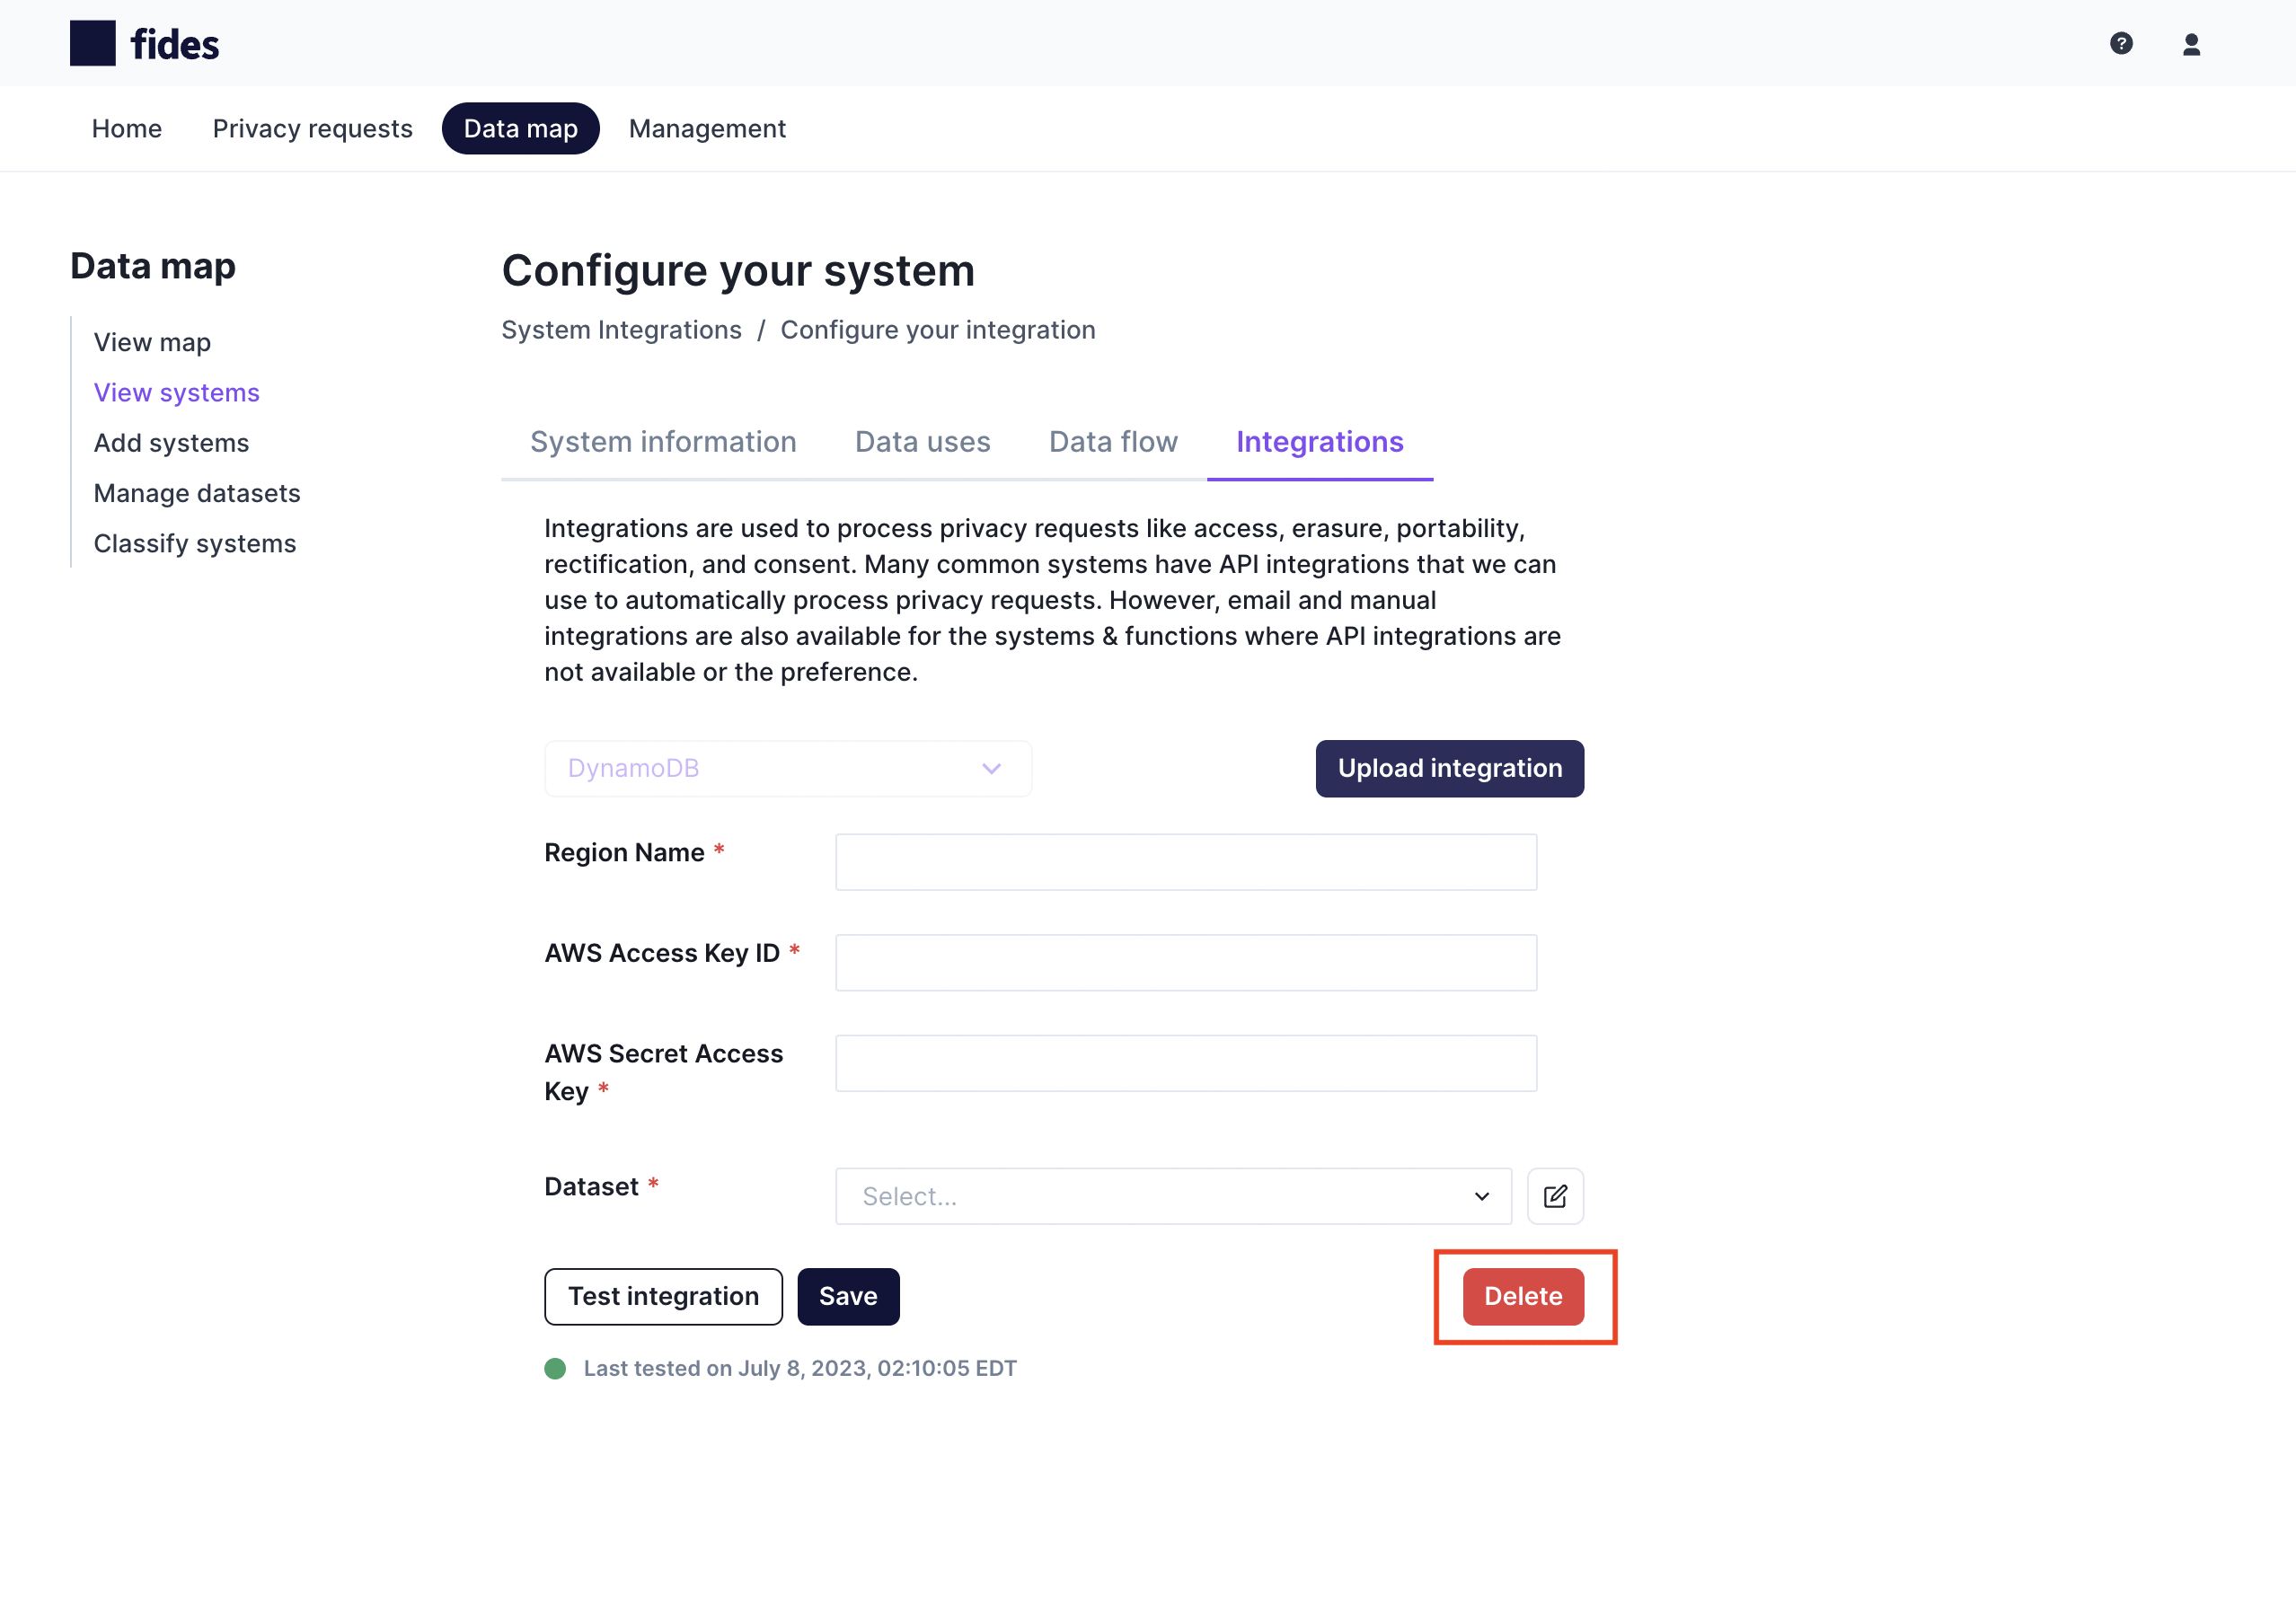 fides
?
Home Privacy requests Data map Management
Data map
View map
View systems
Add systems
Manage datasets
Classify systems
Configure your system
System Integrations / Configure your integration
System information Data uses Data flow Integrations
Integrations are used to process privacy requests like access, erasure, portability,
rectification, and consent. Many common systems have API integrations that we can
use to automatically process privacy requests. However, email and manual
integrations are also available for the systems & functions where API integrations are
not available or the preference.
DynamoDB Upload integration
Region Name *
AWS Access Key ID *
AWS Secret Access
Key *
Dataset * Select...
Test integration Save Delete
Last tested on July 8, 2023, 02:10:05 EDT